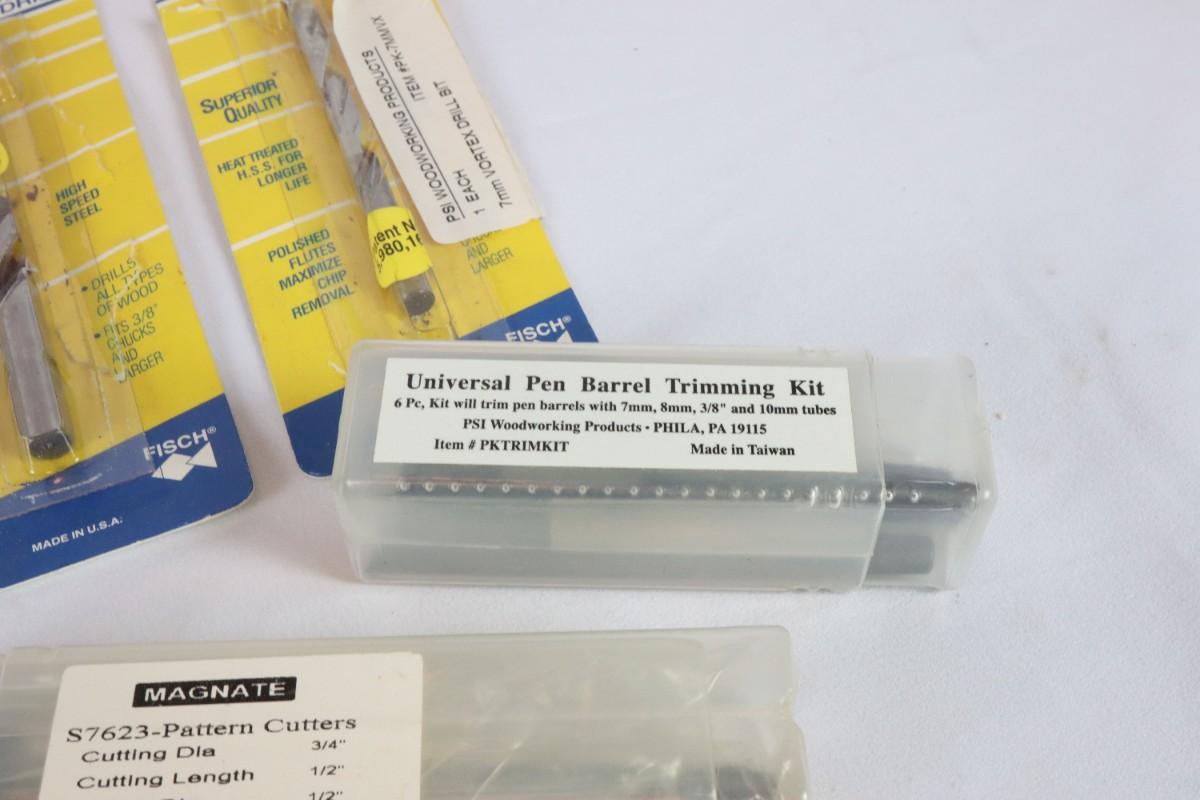 HIGH
SPEED
STEEL
• DRILLS
ALL TYPES
OF WOOD
• FITS 3/8"
CHUCKS
AND
LARGER
FISCH®
MADE IN U.S.A.
SUPERIOR
QUALITY
HEAT TREATED
H.S.S. FOR
LONGER
LIFE
POLISHED
FLUTES
MAXIMIZE
CHIP
REMOVAL
PSI WOODWORKING PRODUCTS
1 EACH ITEM #PK-7MMVX
7mm VORTEX DRILL BIT
AND
LARGER
FISCH®
Universal Pen Barrel Trimming Kit
6 Pc, Kit will trim pen barrels with 7mm, 8mm, 3/8" and 10mm tubes
PSI Woodworking Products • PHILA, PA 19115
Item # PKTRIMKIT Made in Taiwan
MAGNATE
S7623-Pattern Cutters
Cutting Dia 3/4"
Cutting Length 1/2"
1/2"